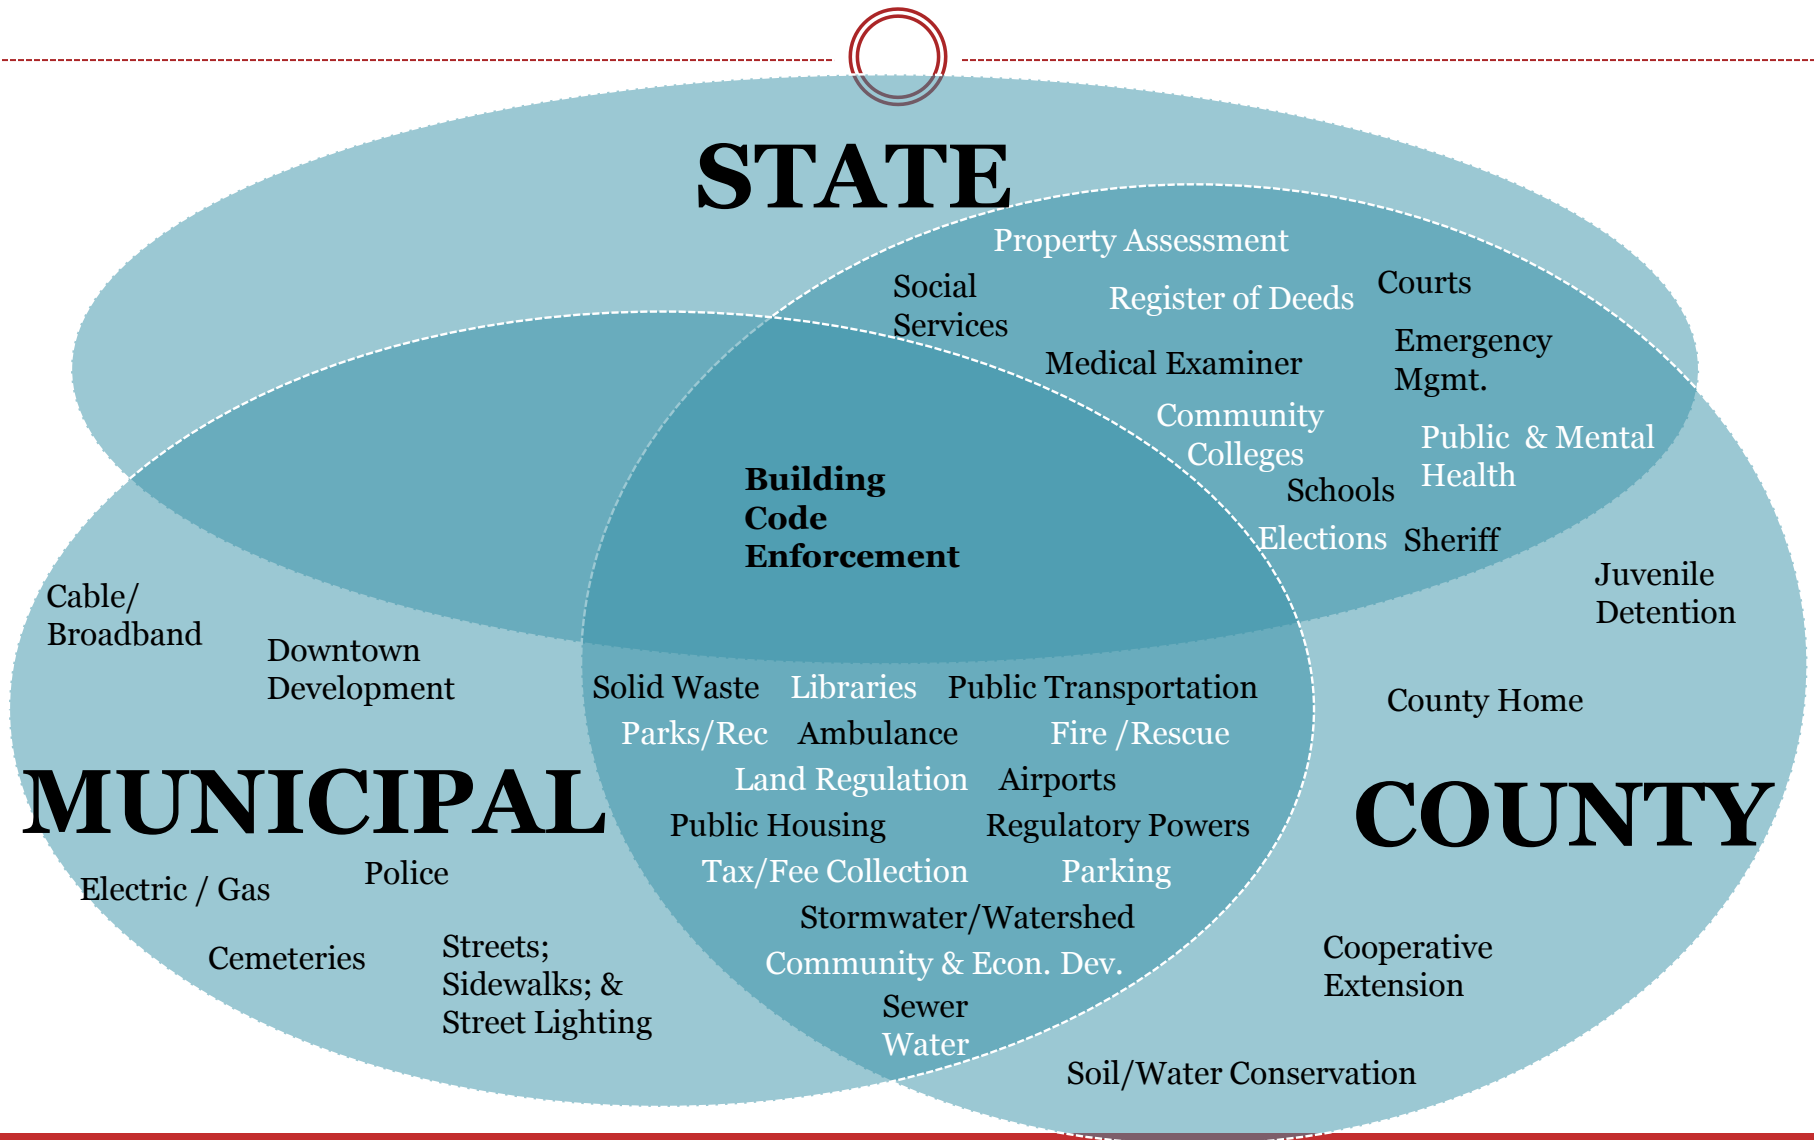 STATE
Property Assessment
Social
Services
Register of Deeds
Courts
Medical Examiner
Emergency
Mgmt.
Community
Colleges
Public & Mental
Health
Schools
Elections
Sheriff
Building
Code
Enforcement
Cable/
Broadband
Downtown
Development
Juvenile
Detention
Solid Waste
Libraries
Public Transportation
County Home
Parks/Rec
Ambulance
Fire /Rescue
Land Regulation
Airports
MUNICIPAL
COUNTY
Public Housing
Regulatory Powers
Tax/Fee Collection
Parking
Electric / Gas
Police
Stormwater/Watershed
Cemeteries
Streets;
Sidewalks; &
Street Lighting
Community & Econ. Dev.
Sewer
Water
Cooperative
Extension
Soil/Water Conservation